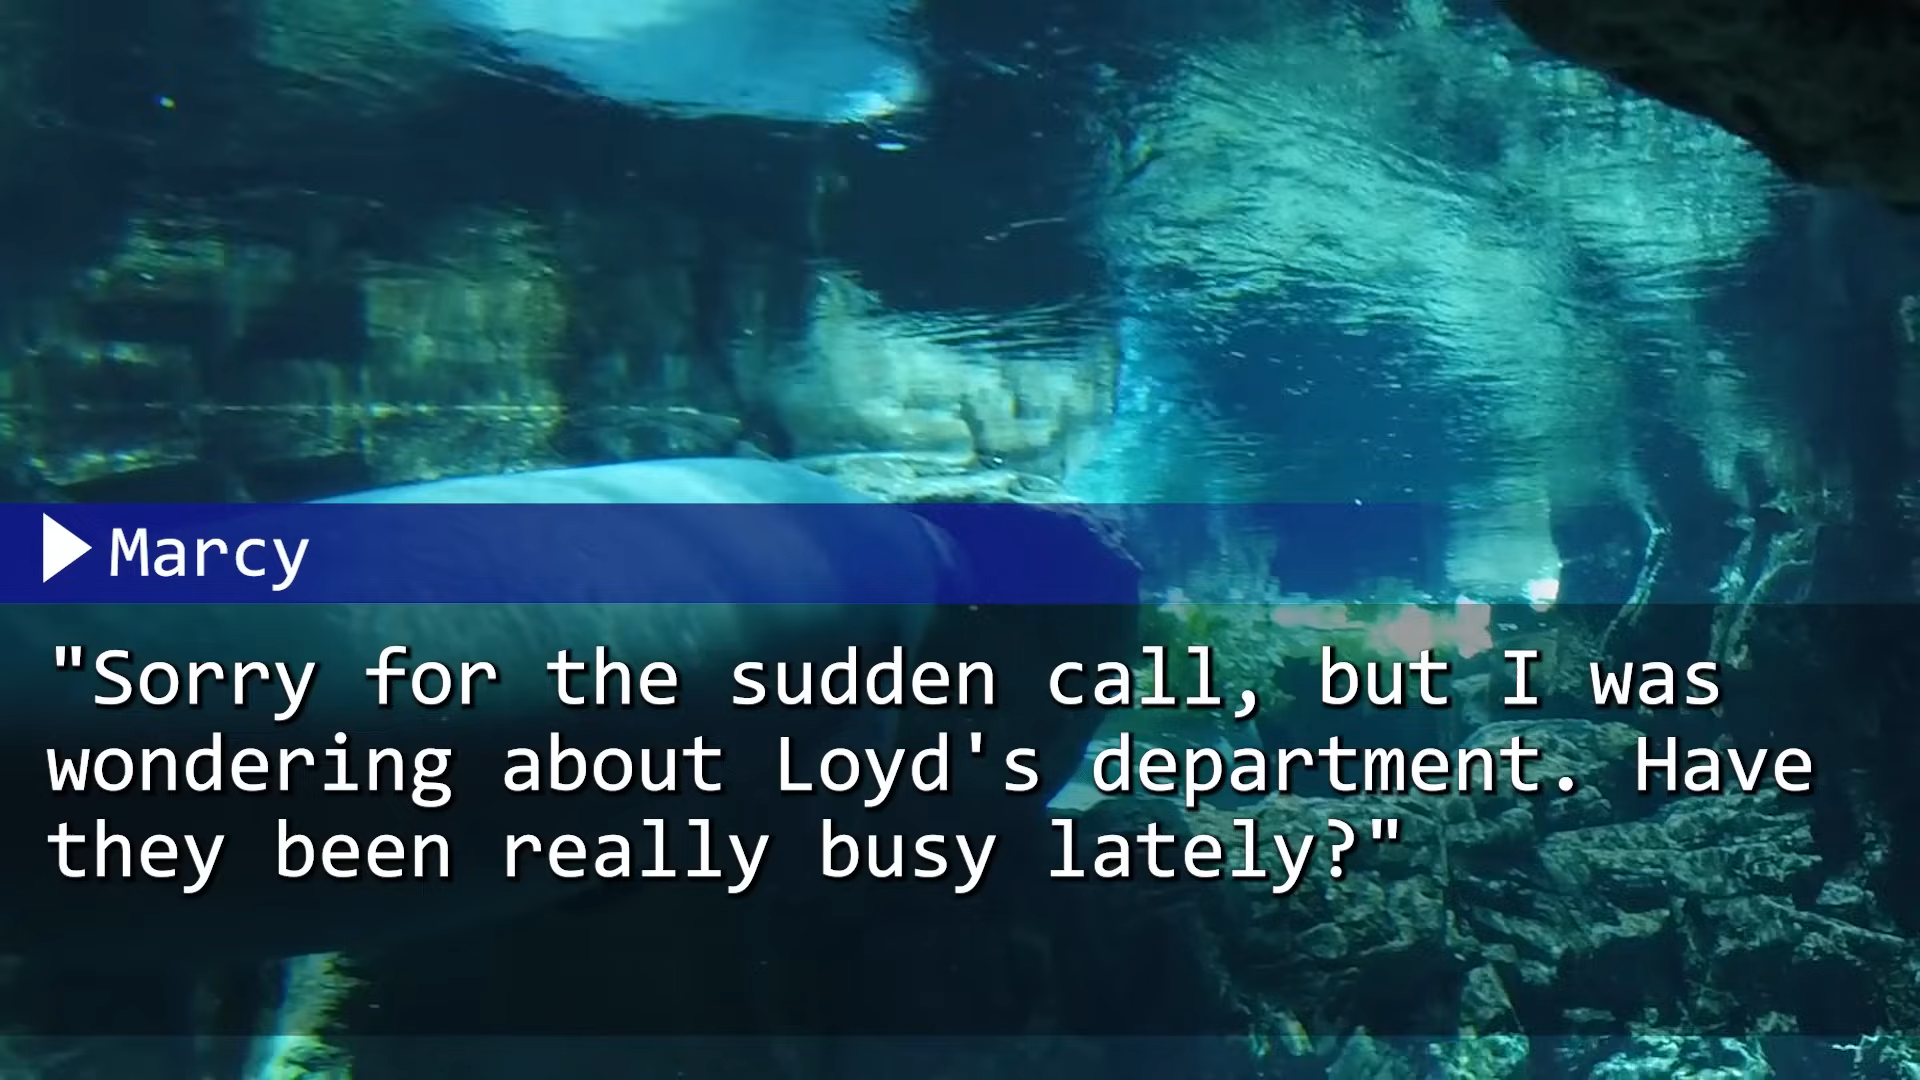 Marcy
"Sorry for the sudden call, but I was
wondering about Loyd's department. Have
they been really busy lately?"